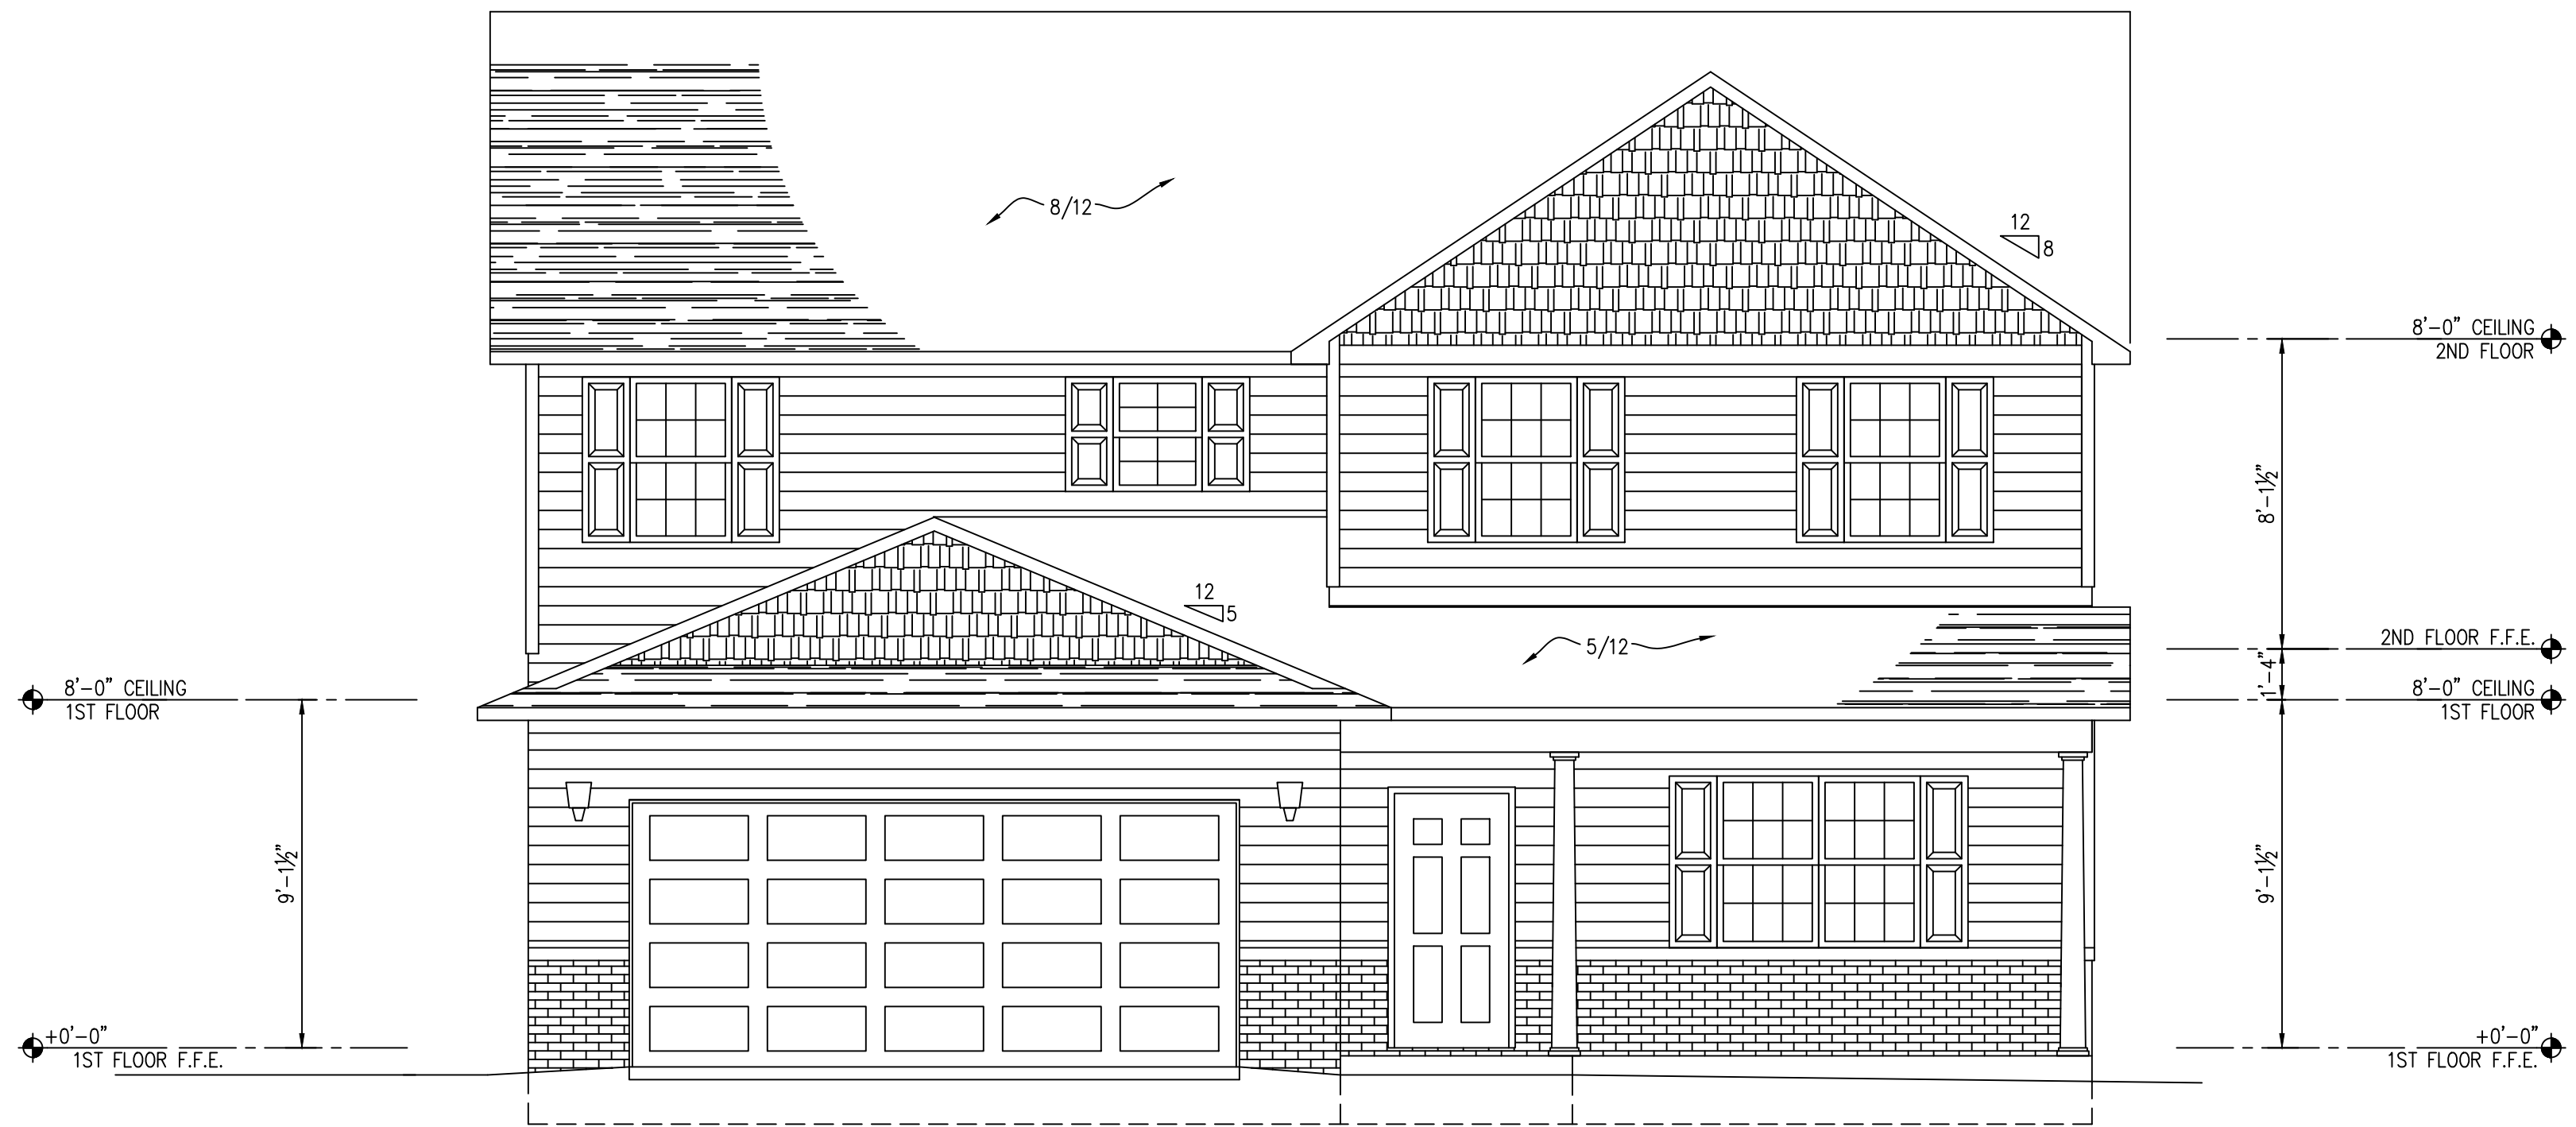 8/12
12
8
8'-0" CEILING
2ND FLOOR
8'-1½"
12
5
5/12
2ND FLOOR F.F.E.
1'-4"
8'-0" CEILING
1ST FLOOR
8'-0" CEILING
1ST FLOOR
9'-1½"
9'-1½"
+0'-0"
1ST FLOOR F.F.E.
+0'-0"
1ST FLOOR F.F.E.